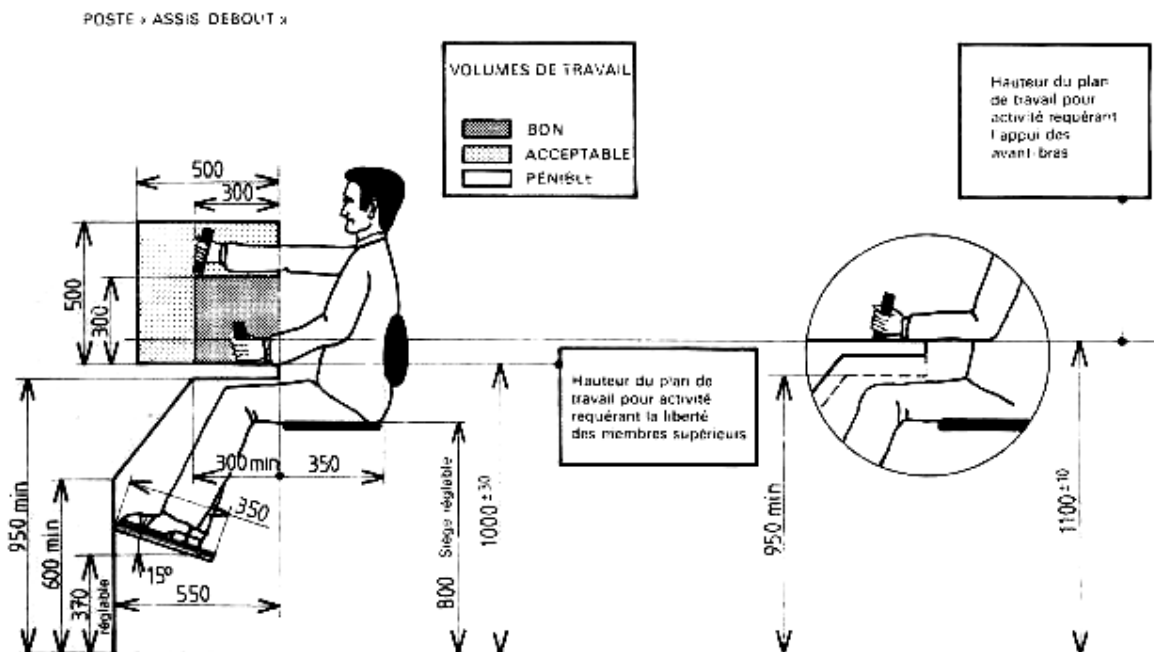 POSTE « ASSIS DEBOUT »
VOLUMES DE TRAVAIL
BON
ACCEPTABLE
PÉNIBLE
Hauteur du plan
de travail pour
activité requérant
l'appui des
avant-bras
500
300
500
300
Hauteur du plan de
travail pour activité
requérant la liberté
des membres supérieurs
300 min
350
350
15°
550
950 min
600 min
370
réglable
800
Siège réglable
1000 ±30
950 min
1100 ±10